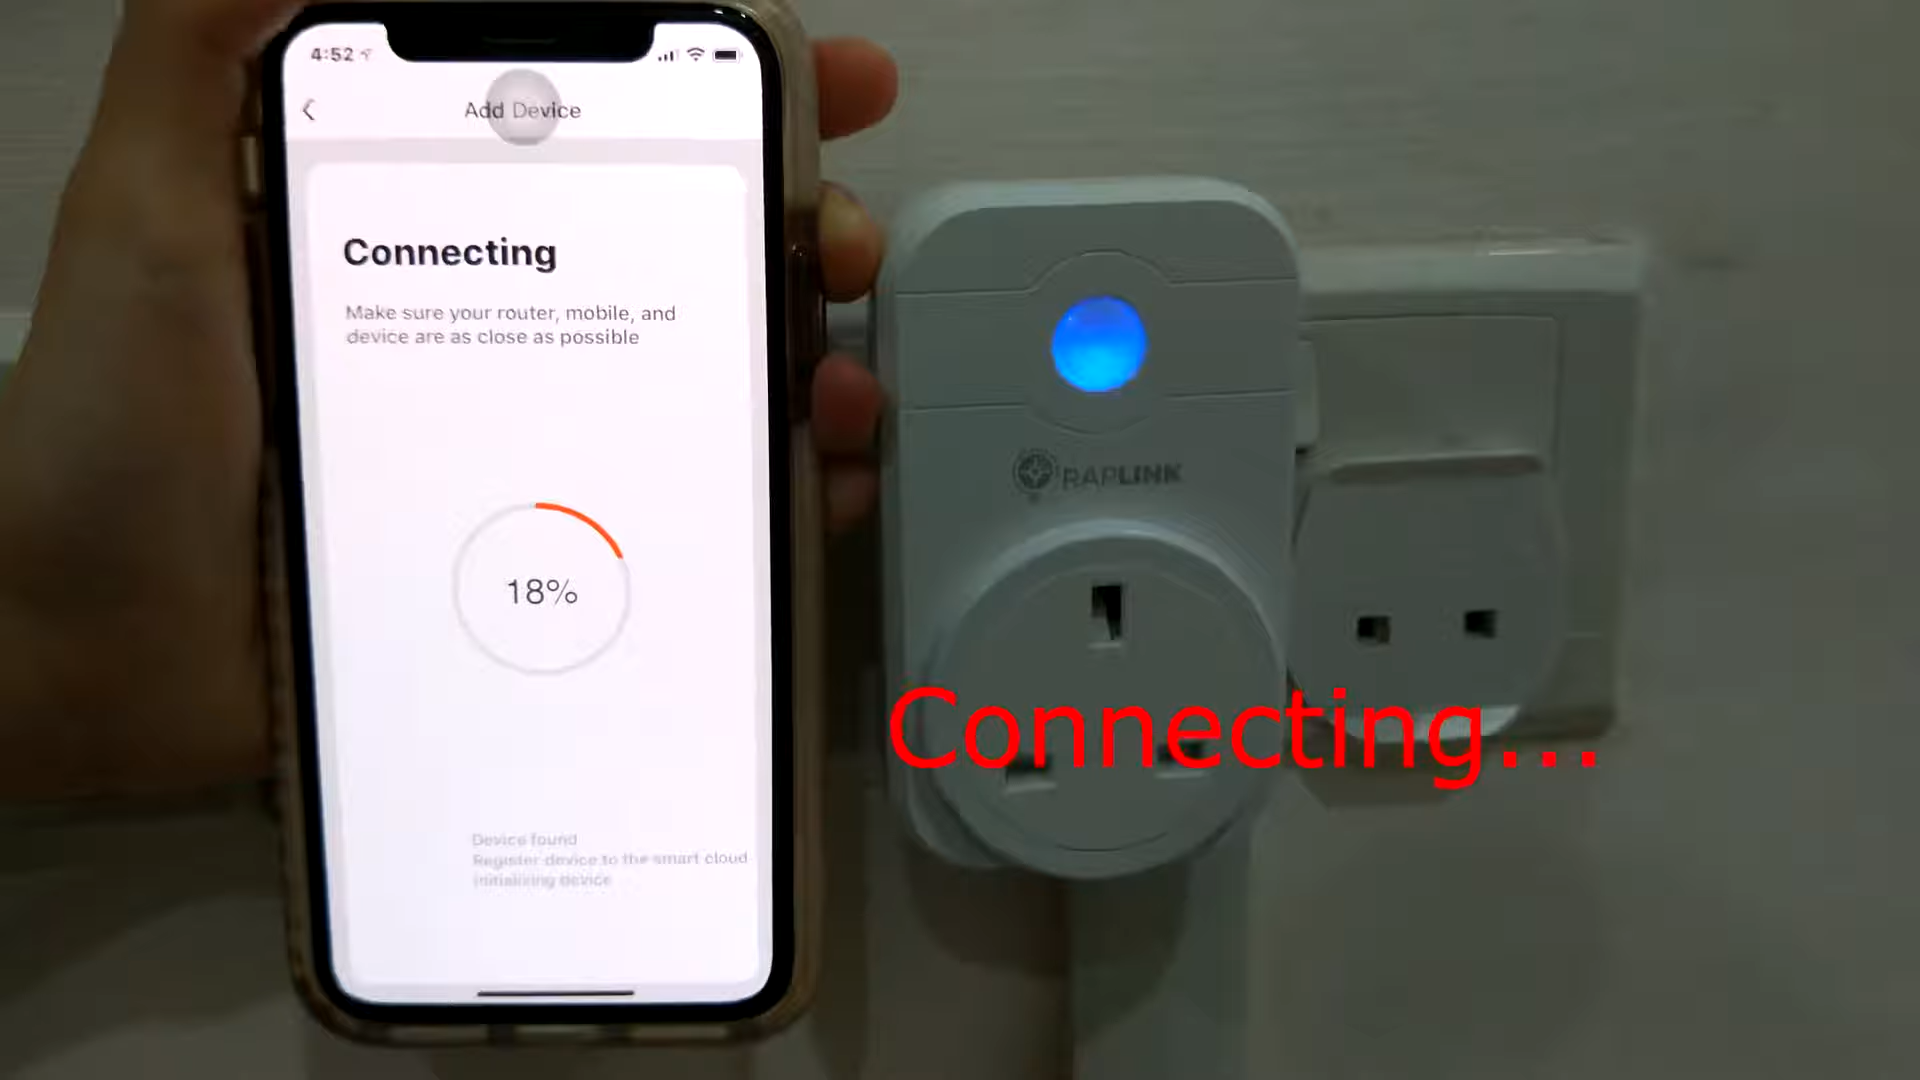 4:52
Add Device
Connecting
Make sure your router, mobile, and
device are as close as possible
18%
Device found
Register device to the smart cloud
Initializing device
RAPLINK
Connecting...